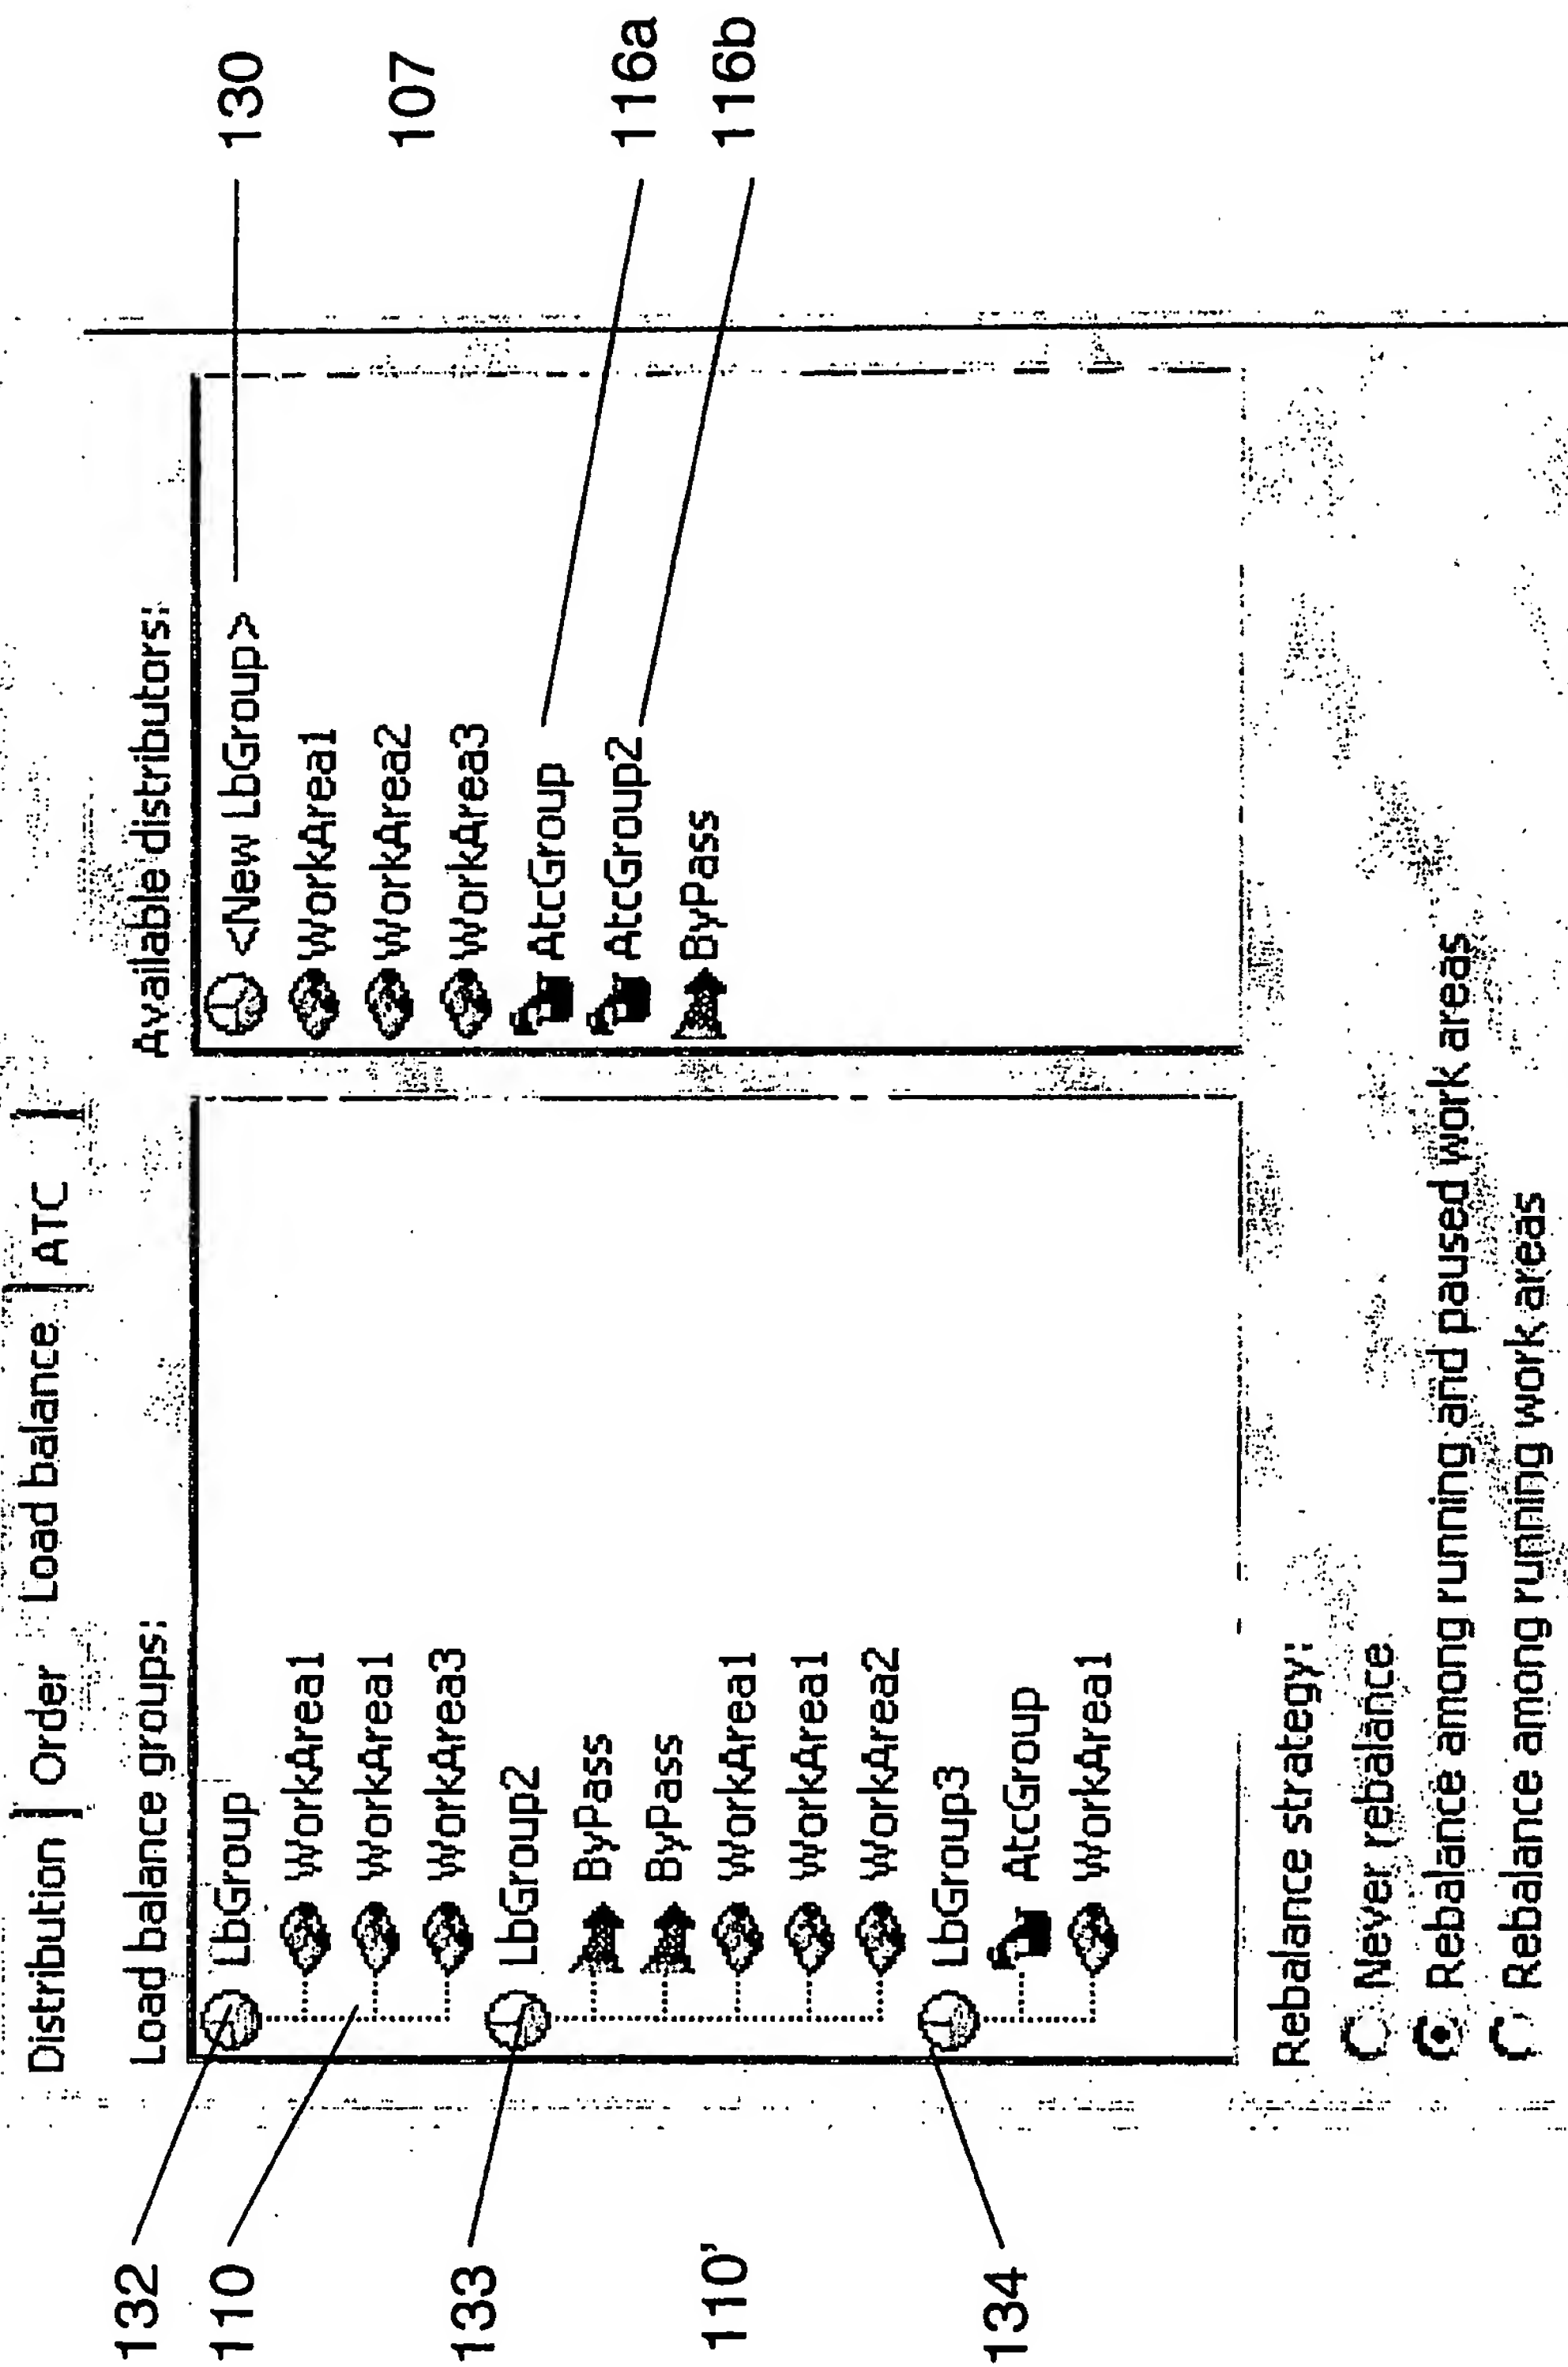 Distribution | Order Load balance | ATC |
Load balance groups:
LbGroup
WorkArea1
WorkArea1
WorkArea3
LbGroup2
ByPass
ByPass
WorkArea1
WorkArea1
WorkArea2
LbGroup3
AtcGroup
WorkArea1
Available distributors:
<New LbGroup>
WorkArea1
WorkArea2
WorkArea3
AtcGroup
AtcGroup2
ByPass
Rebalance strategy:
Never rebalance
Rebalance among running and paused work areas
Rebalance among running work areas
132
110
133
110'
134
130
107
116a
116b